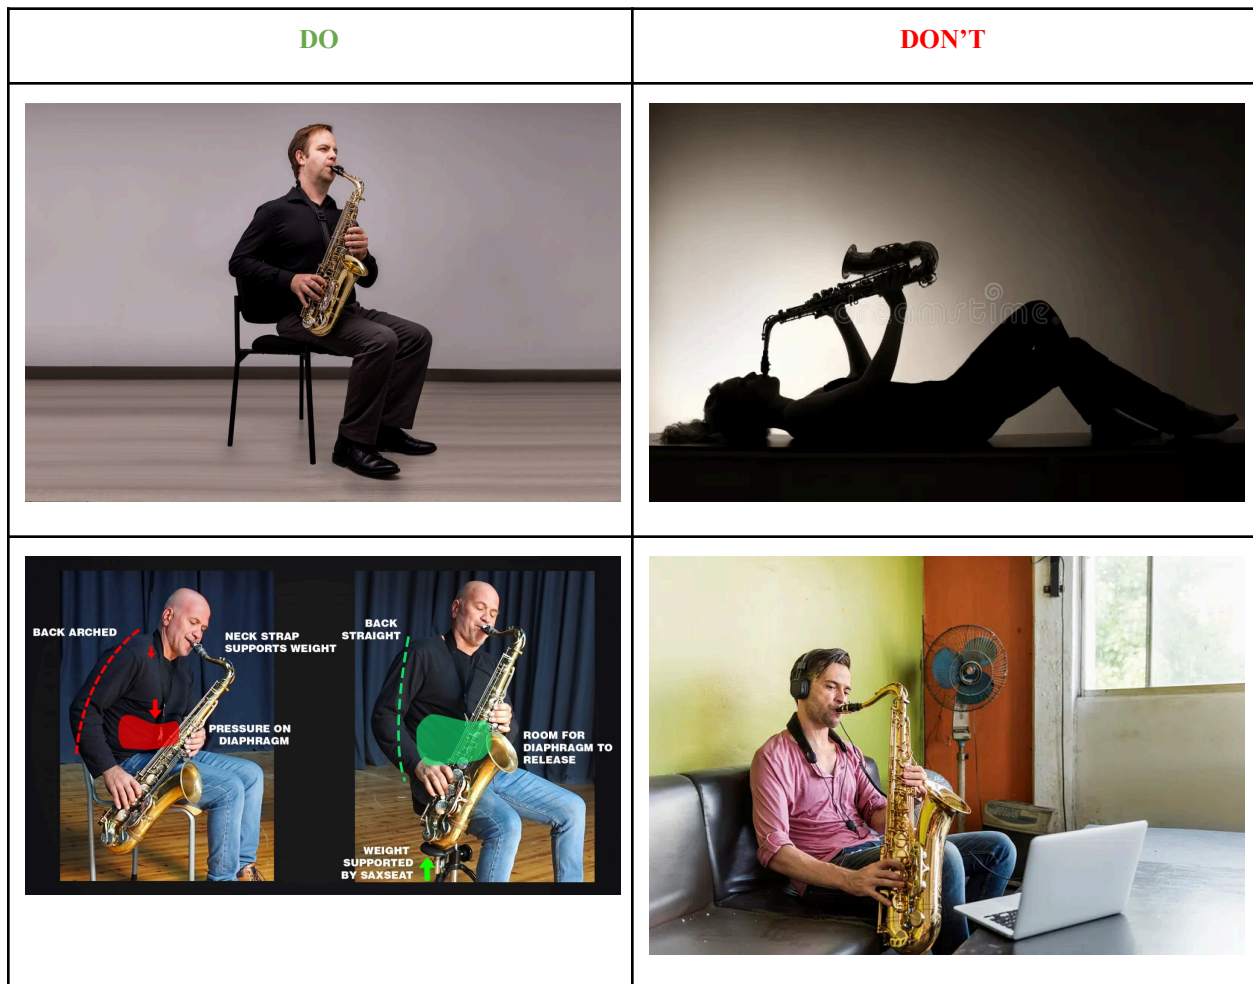 DO
DON'T
dreamstime.
BACK ARCHED
NECK STRAP
SUPPORTS WEIGHT
PRESSURE ON
DIAPHRAGM
BACK
STRAIGHT
ROOM FOR
DIAPHRAGM TO
RELEASE
WEIGHT
SUPPORTED
BY SAXSEAT